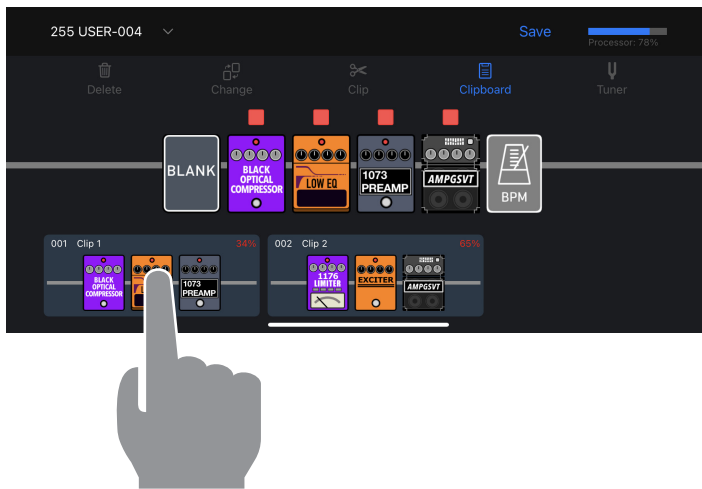 255 USER-004
Save
Processor: 78%
Delete
Change
Clip
Clipboard
Tuner
BLANK
BLACK
OPTICAL
COMPRESSOR
LOW EQ
1073
PREAMP
AMPGSVT
BPM
001 Clip 1 34%
BLACK
OPTICAL
COMPRESSOR
1073
PREAMP
002 Clip 2 65%
1176
LIMITER
EXCITER
AMPGSVT